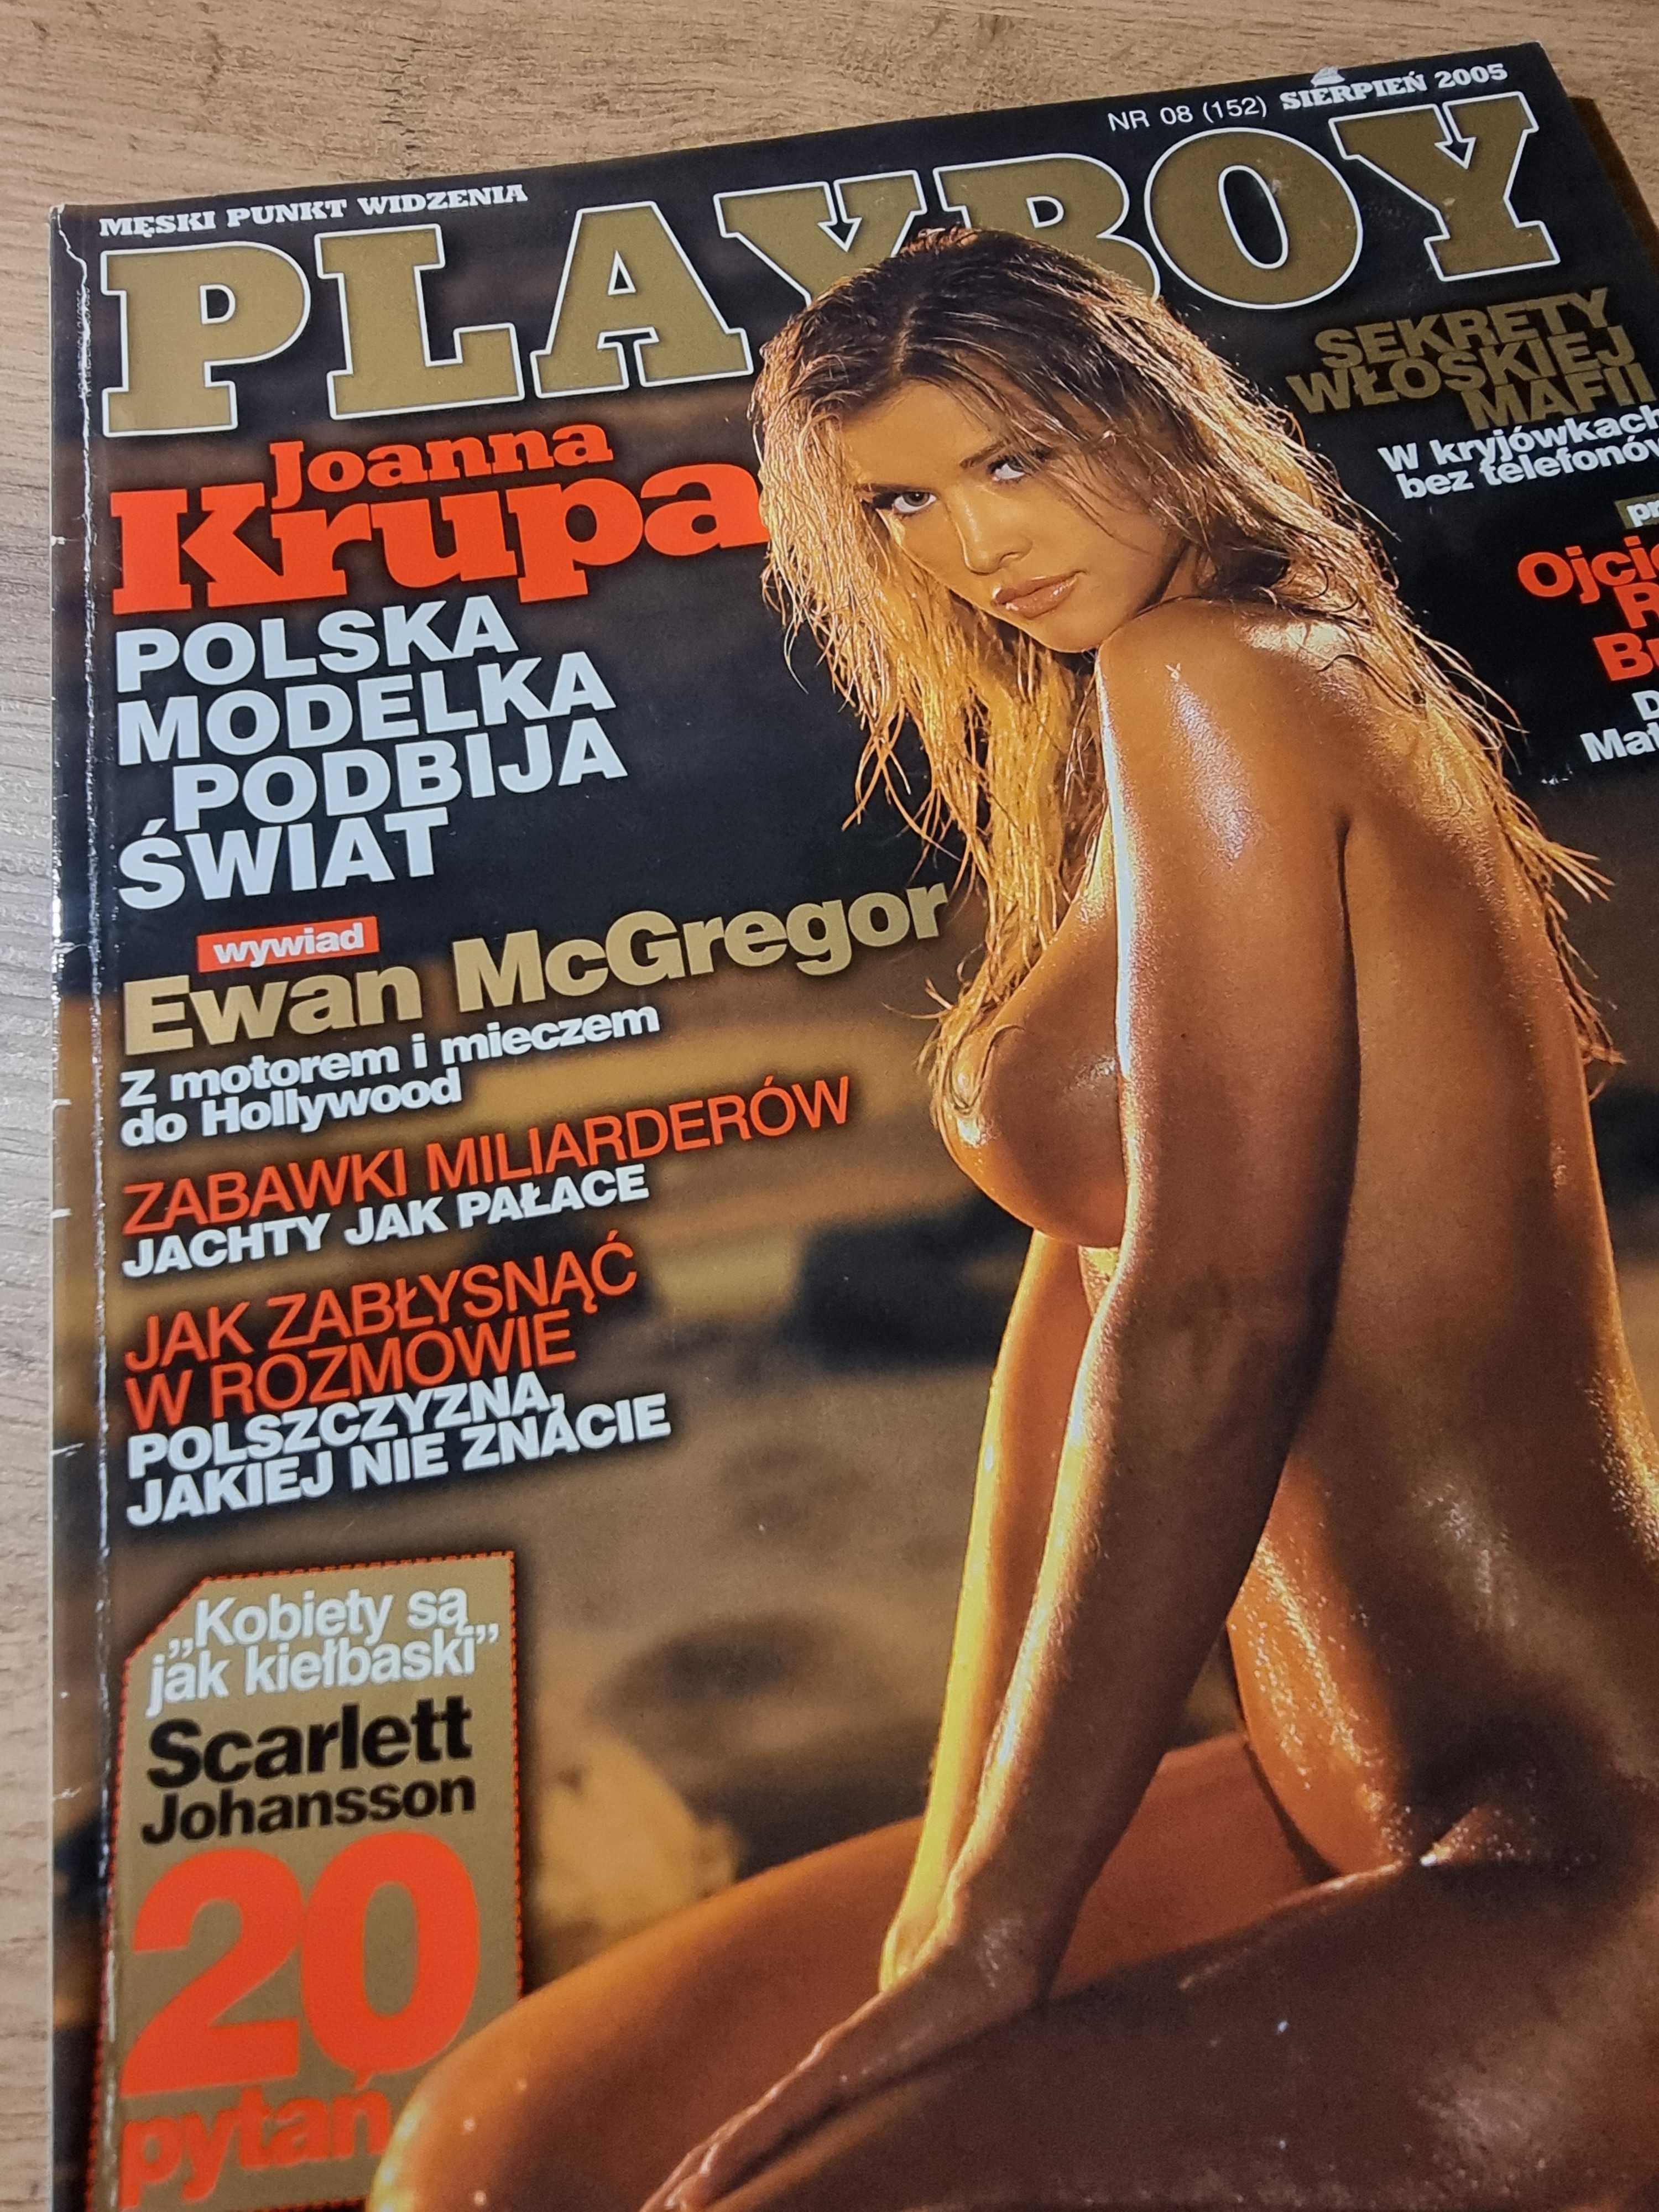 NR 08 (152) SIERPIEŃ 2005
MĘSKI PUNKT WIDZENIA
PLAYBOY
Joanna
Krupa
POLSKA
MODELKA
PODBIJA
ŚWIAT
wywiad
Ewan McGregor
Z motorem i mieczem
do Hollywood
ZABAWKI MILIARDERÓW
JACHTY JAK PAŁACE
JAK ZABŁYSNĄĆ
W ROZMOWIE
POLSZCZYZNA,
JAKIEJ NIE ZNACIE
„Kobiety są
jak kiełbaski”
Scarlett
Johansson
20
pytań
SEKRETY
WŁOSKIEJ
MAFII
W kryjówkach
bez telefonów